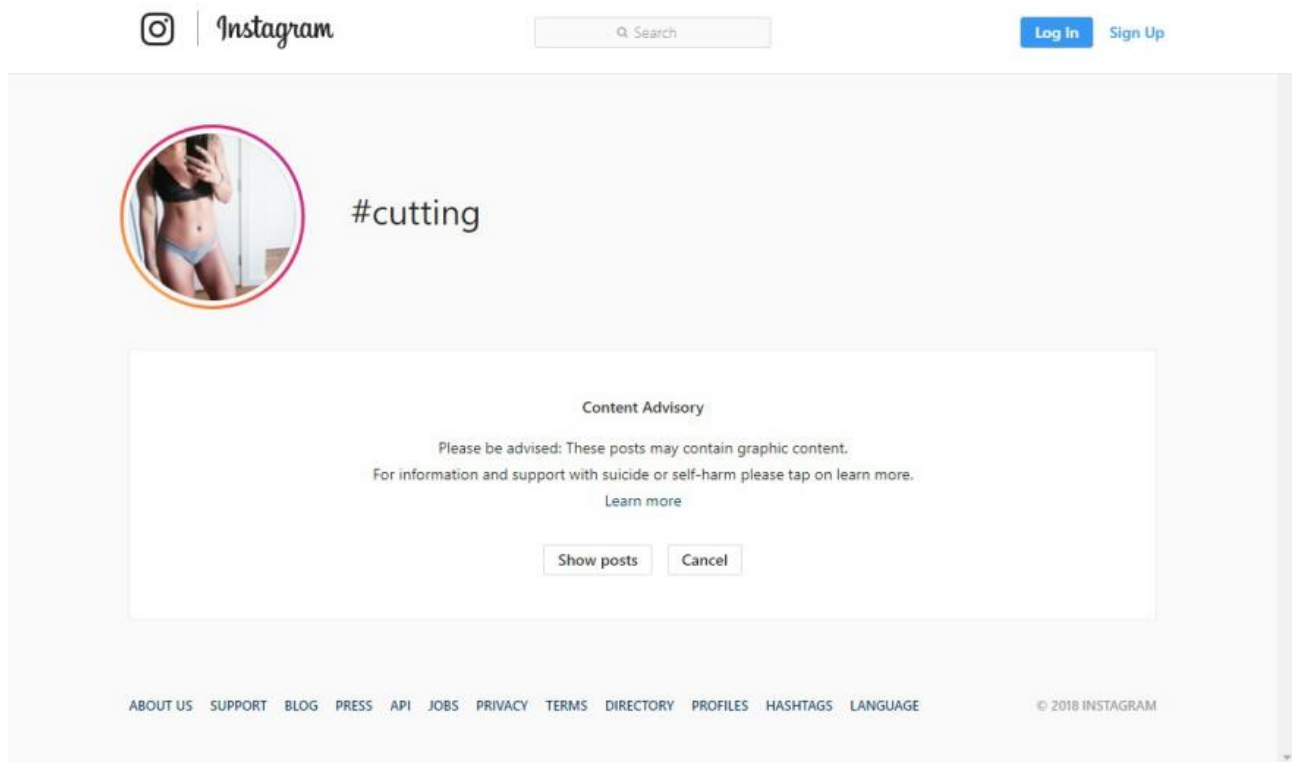 Instagram
Search
Log In
Sign Up
#cutting
Content Advisory
Please be advised: These posts may contain graphic content.
For information and support with suicide or self-harm please tap on learn more.
Learn more
Show posts
Cancel
ABOUT US SUPPORT BLOG PRESS API JOBS PRIVACY TERMS DIRECTORY PROFILES HASHTAGS LANGUAGE
© 2018 INSTAGRAM